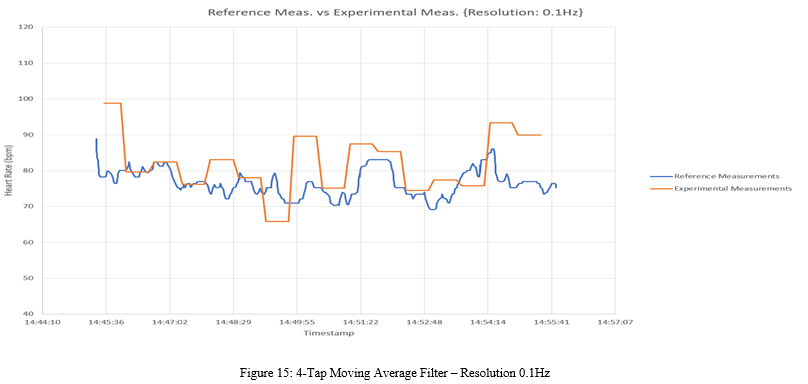 Reference Meas. vs Experimental Meas. {Resolution: 0.1Hz}
120
110
100
90
80
70
60
50
40
Heart Rate (bpm)
14:44:10 14:45:36 14:47:02 14:48:29 14:49:55 14:51:22 14:52:48 14:54:14 14:55:41 14:57:07
Timestamp
Reference Measurements
Experimental Measurements
Figure 15: 4-Tap Moving Average Filter – Resolution 0.1Hz